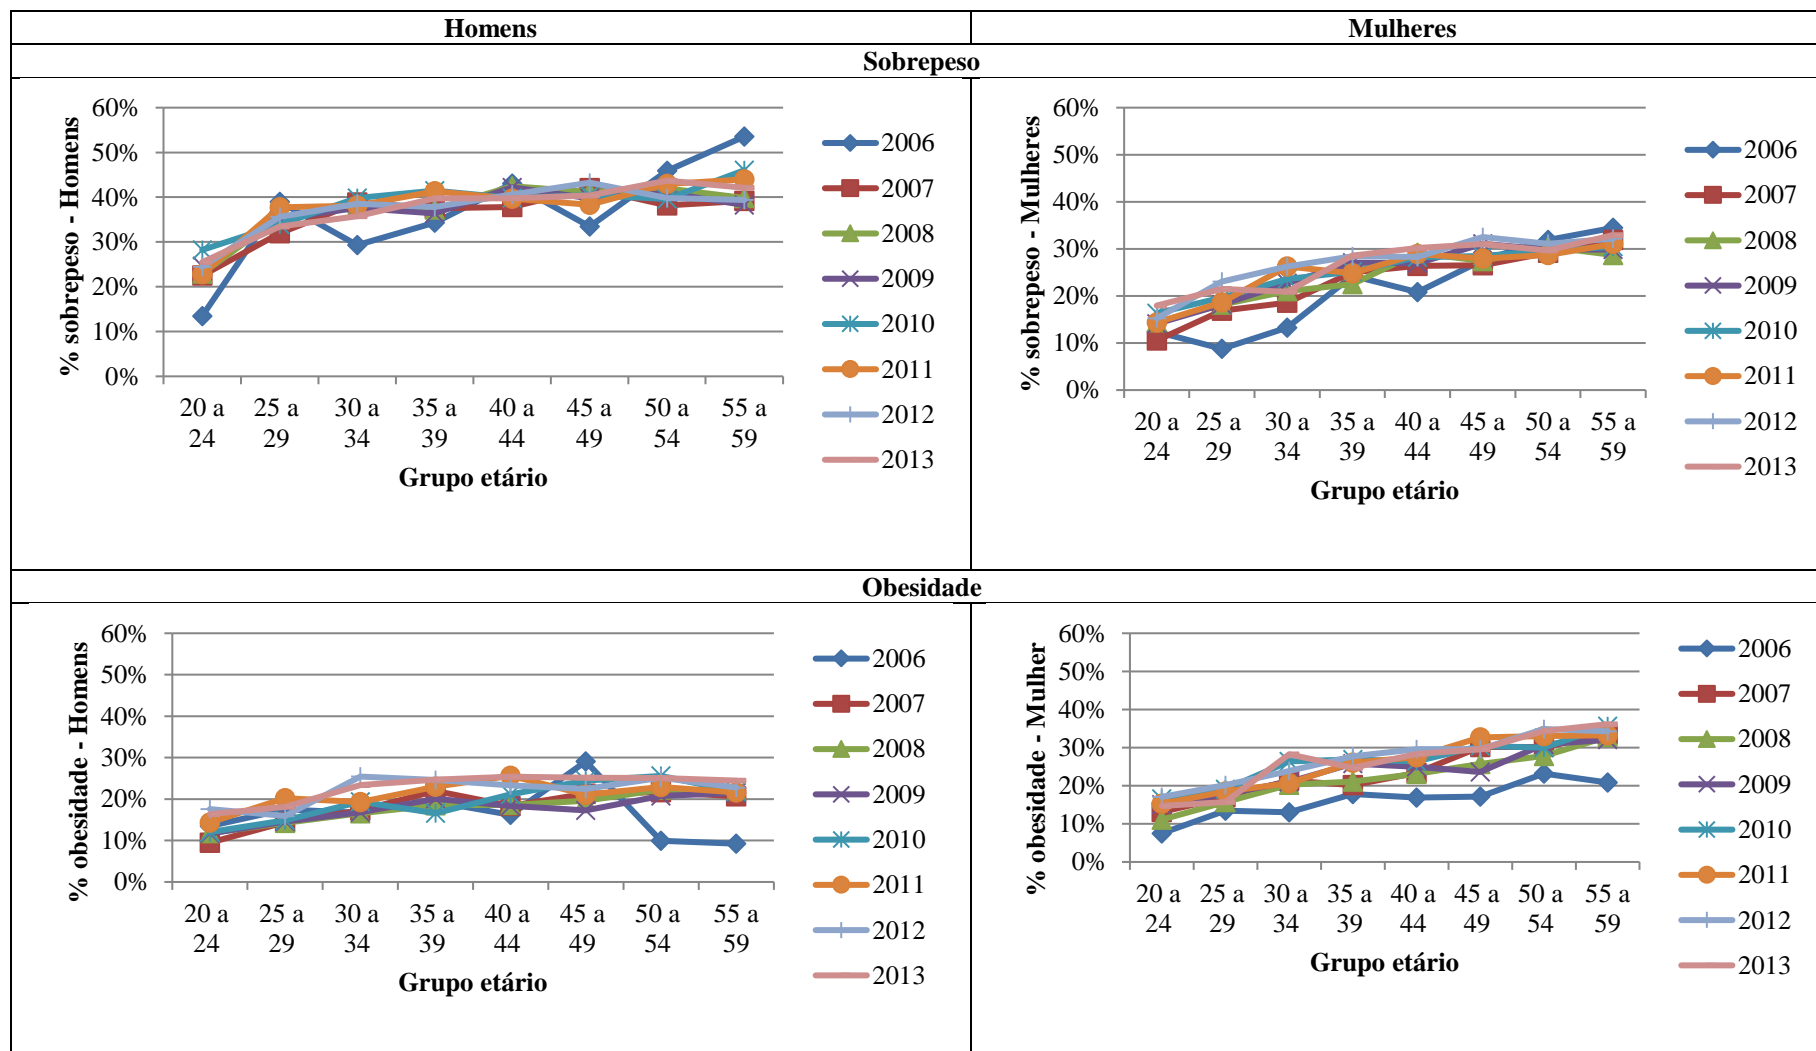 Homens
Mulheres
Sobrepeso
% sobrepeso - Homens
60%
50%
40%
30%
20%
10%
0%
20 a 24
25 a 29
30 a 34
35 a 39
40 a 44
45 a 49
50 a 54
55 a 59
Grupo etário
2006
2007
2008
2009
2010
2011
2012
2013
% sobrepeso - Mulheres
60%
50%
40%
30%
20%
10%
0%
20 a 24
25 a 29
30 a 34
35 a 39
40 a 44
45 a 49
50 a 54
55 a 59
Grupo etário
2006
2007
2008
2009
2010
2011
2012
2013
Obesidade
% obesidade - Homens
60%
50%
40%
30%
20%
10%
0%
20 a 24
25 a 29
30 a 34
35 a 39
40 a 44
45 a 49
50 a 54
55 a 59
Grupo etário
2006
2007
2008
2009
2010
2011
2012
2013
% obesidade - Mulher
60%
50%
40%
30%
20%
10%
0%
20 a 24
25 a 29
30 a 34
35 a 39
40 a 44
45 a 49
50 a 54
55 a 59
Grupo etário
2006
2007
2008
2009
2010
2011
2012
2013